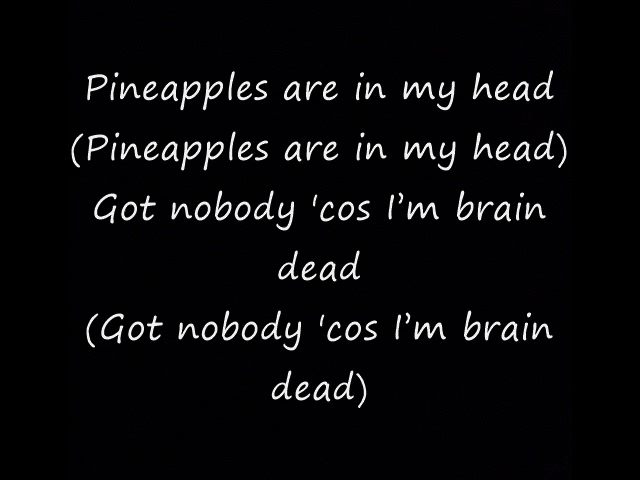 Pineapples are in my head
(Pineapples are in my head)
Got nobody 'cos I’m brain
dead
(Got nobody 'cos I’m brain
dead)